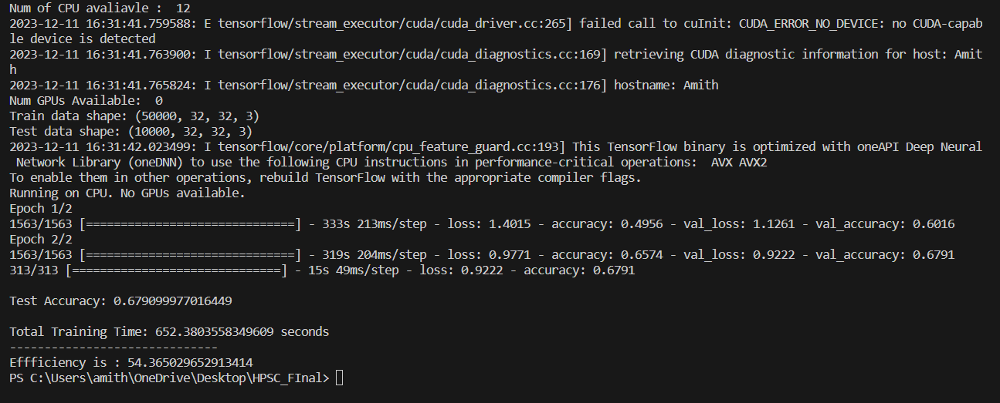 Num of CPU avaliavle :  12
2023-12-11 16:31:41.759588: E tensorflow/stream_executor/cuda/cuda_driver.cc:265] failed call to cuInit: CUDA_ERROR_NO_DEVICE: no CUDA-capab
le device is detected
2023-12-11 16:31:41.763900: I tensorflow/stream_executor/cuda/cuda_diagnostics.cc:169] retrieving CUDA diagnostic information for host: Amit
h
2023-12-11 16:31:41.765824: I tensorflow/stream_executor/cuda/cuda_diagnostics.cc:176] hostname: Amith
Num GPUs Available:  0
Train data shape: (50000, 32, 32, 3)
Test data shape: (10000, 32, 32, 3)
2023-12-11 16:31:42.023499: I tensorflow/core/platform/cpu_feature_guard.cc:193] This TensorFlow binary is optimized with oneAPI Deep Neural
 Network Library (oneDNN) to use the following CPU instructions in performance-critical operations:  AVX AVX2
To enable them in other operations, rebuild TensorFlow with the appropriate compiler flags.
Running on CPU. No GPUs available.
Epoch 1/2
1563/1563 [==============================] - 333s 213ms/step - loss: 1.4015 - accuracy: 0.4956 - val_loss: 1.1261 - val_accuracy: 0.6016
Epoch 2/2
1563/1563 [==============================] - 319s 204ms/step - loss: 0.9771 - accuracy: 0.6574 - val_loss: 0.9222 - val_accuracy: 0.6791
313/313 [==============================] - 15s 49ms/step - loss: 0.9222 - accuracy: 0.6791

Test Accuracy: 0.679099977016449

Total Training Time: 652.3803558349609 seconds
------------------------------
Effficiency is : 54.365029652913414
PS C:\Users\amith\OneDrive\Desktop\HPSC_FInal>